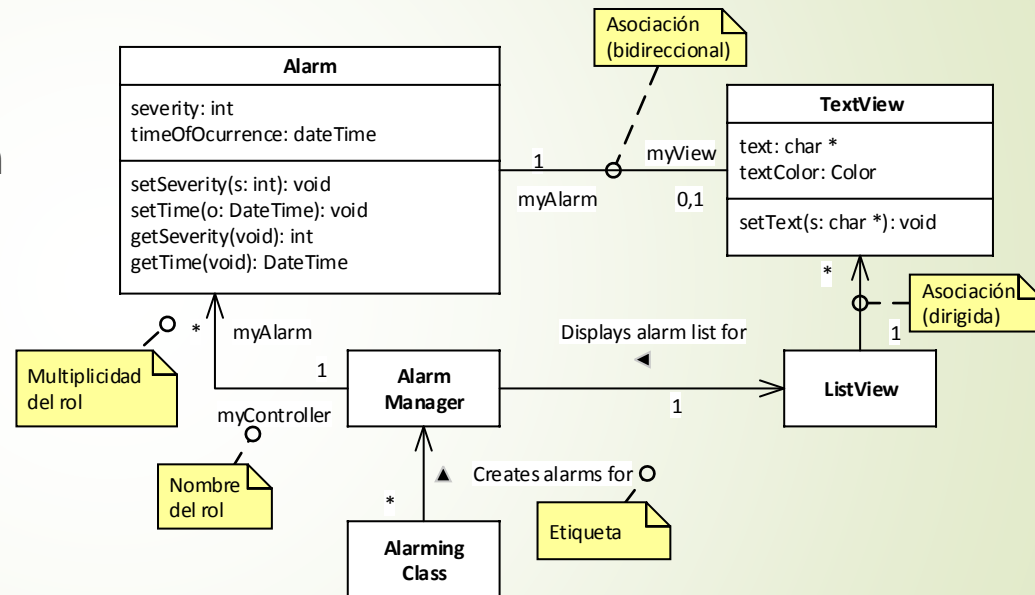 Asociación
(bidireccional)
Alarm
severity: int
timeOfOcurrence: dateTime
setSeverity(s: int): void
setTime(o: DateTime): void
getSeverity(void): int
getTime(void): DateTime
1
myAlarm
myView
0,1
TextView
text: char *
textColor: Color
setText(s: char *): void
*
Asociación
(dirigida)
1
*
myAlarm
Displays alarm list for
Multiplicidad
del rol
1
Alarm
Manager
1
ListView
myController
Nombre
del rol
Creates alarms for
*
Etiqueta
Alarming
Class